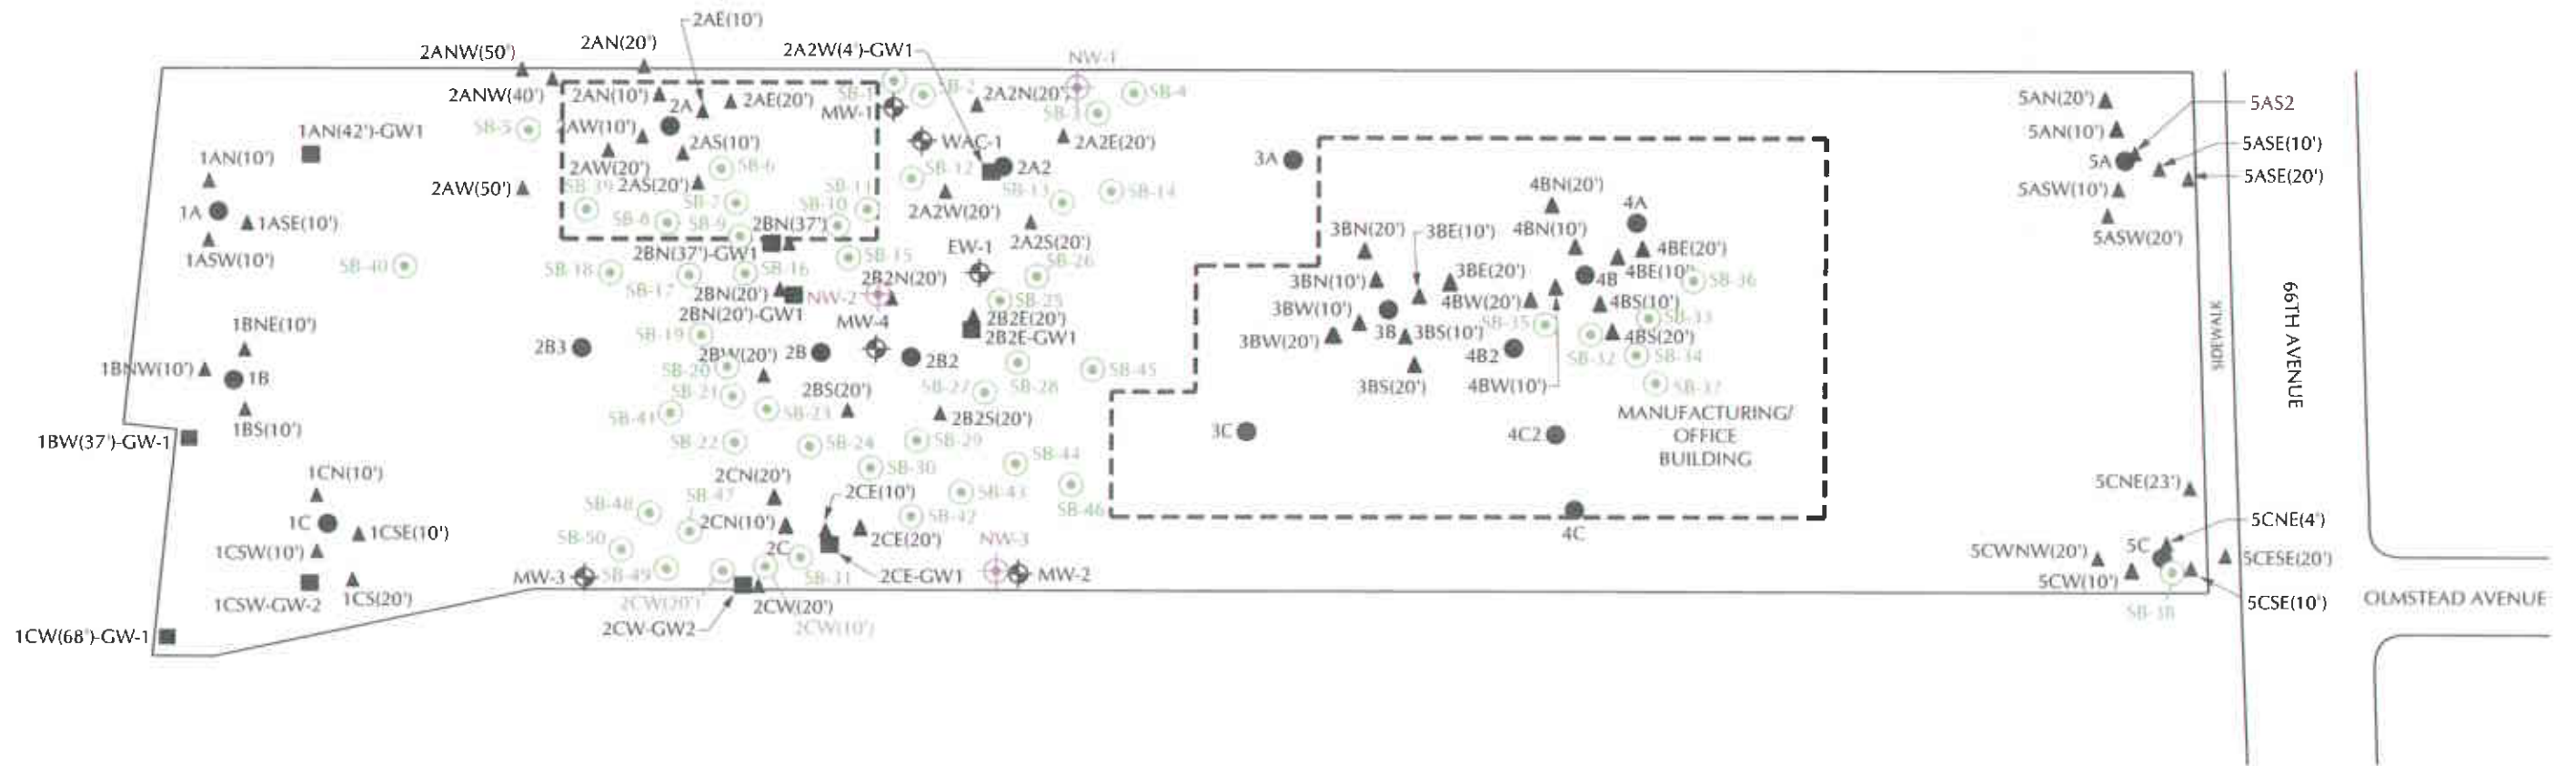 2AE(10')
2ANW(50')
2AN(20')
2A2W(4')-GW1
NW-1
2ANW(40')
2AN(10')
2A
2AE(20')
SB-1
SB-2
MW-1
2A2N(20')
SB-3
SB-4
5AN(20')
5AS2
1AN(42')-GW1
SB-5
2AW(10')
2AS(10')
WAC-1
2A2E(20')
5AN(10')
5ASE(10')
1AN(10')
2AW(20')
SB-6
SB-12
2A2
3A
5A
5ASE(20')
2AW(50')
SB-39
2AS(20')
SB-11
SB-13
SB-14
4BN(20')
5ASW(10')
1A
1ASE(10')
SB-7
SB-10
2A2W(20')
4A
SB-8
SB-9
2BN(37')
2A2S(20')
3BN(20')
3BE(10')
4BN(10')
5ASW(20')
1ASW(10')
2BN(37')-GW1
EW-1
SB-15
4BE(20')
SB-40
SB-18
SB-16
SB-26
3BE(20')
4BE(10')
SB-17
2B2N(20')
3BN(10')
4B
SB-36
2BN(20')
NW-2
SB-25
4BW(20')
4BS(10')
2BN(20')-GW1
3BW(10')
1BNE(10')
MW-4
2B2E(20')
SB-35
SB-33
SB-19
2B2E-GW1
3BW(20')
3B
3BS(10')
4BS(20')
2B3
2BW(20')
2B
2B2
4B2
SB-32
SB-34
1BNW(10')
1B
SB-20
SB-45
3BS(20')
4BW(10')
SB-37
SB-21
2BS(20')
SB-27
SB-28
SB-41
SB-23
2B2S(20')
MANUFACTURING/
OFFICE
BUILDING
1BS(10')
1BW(37')-GW-1
SB-22
SB-24
SB-29
3C
4C2
SIDEWALK
66TH AVENUE
1CN(10')
2CN(20')
SB-30
SB-44
5CNE(23')
SB-48
SB-47
2CE(10')
SB-43
SB-46
1C
1CSE(10')
2CN(10')
SB-42
4C
5CNE(4')
1CSW(10')
SB-50
2C
2CE(20')
NW-3
5CWNW(20')
5C
5CESE(20')
MW-3
SB-49
SB-31
2CE-GW1
MW-2
5CW(10')
1CSW-GW-2
1CS(20')
2CW(20')
2CW(20')
SB-38
5CSE(10')
OLMSTEAD AVENUE
1CW(68')-GW-1
2CW-GW2
2CW(10')